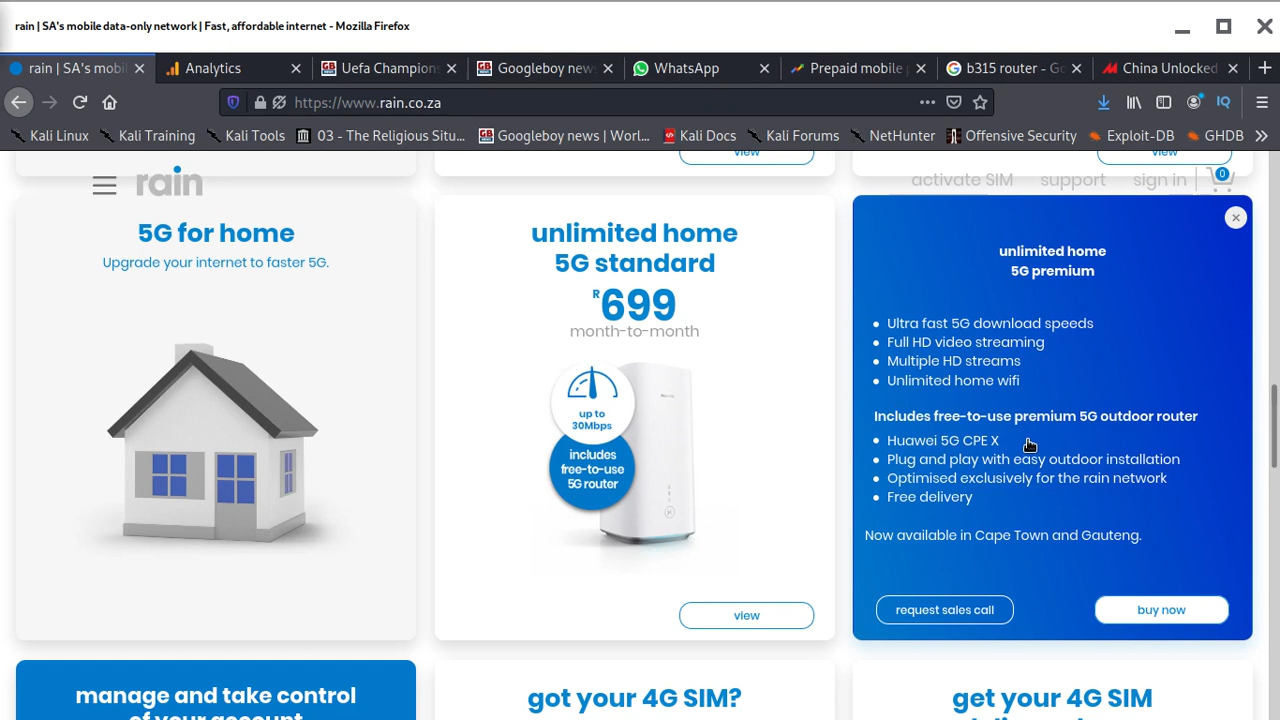 rain | SA's mobile data-only network | Fast, affordable internet - Mozilla Firefox
rain | SA's mobil
Analytics
Uefa Champions
Googleboy news
WhatsApp
Prepaid mobile
b315 router - Go
China Unlocked
https://www.rain.co.za
Kali Linux
Kali Training
Kali Tools
03 - The Religious Situ...
Googleboy news | Worl...
Kali Docs
Kali Forums
NetHunter
Offensive Security
Exploit-DB
GHDB
view
view
rain
activate SIM
support
sign in
0
5G for home
Upgrade your internet to faster 5G.
unlimited home
5G standard
R699
month-to-month
up to
30Mbps
includes
free-to-use
5G router
view
unlimited home
5G premium
• Ultra fast 5G download speeds
• Full HD video streaming
• Multiple HD streams
• Unlimited home wifi
Includes free-to-use premium 5G outdoor router
• Huawei 5G CPE X
• Plug and play with easy outdoor installation
• Optimised exclusively for the rain network
• Free delivery
Now available in Cape Town and Gauteng.
request sales call
buy now
manage and take control
of your account
got your 4G SIM?
get your 4G SIM